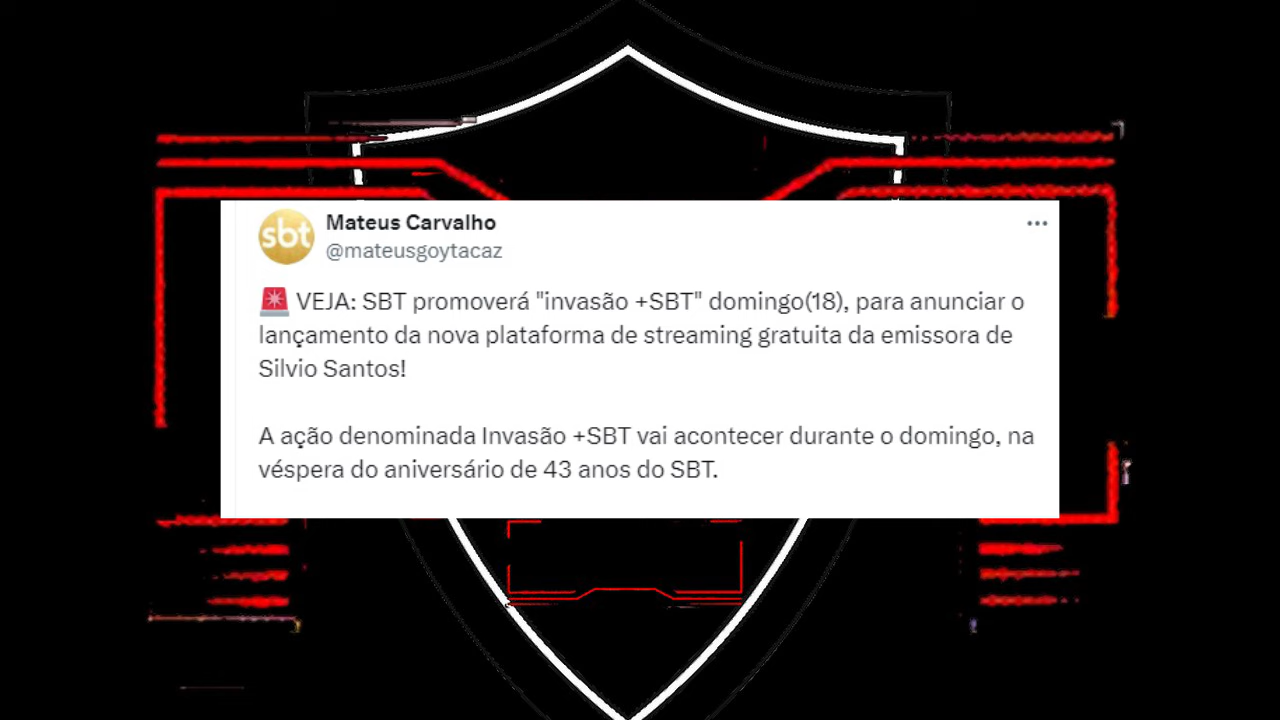 sbt
Mateus Carvalho
@mateusgoytacaz
🚨 VEJA: SBT promoverá "invasão +SBT" domingo(18), para anunciar o
lançamento da nova plataforma de streaming gratuita da emissora de
Silvio Santos!
A ação denominada Invasão +SBT vai acontecer durante o domingo, na
véspera do aniversário de 43 anos do SBT.